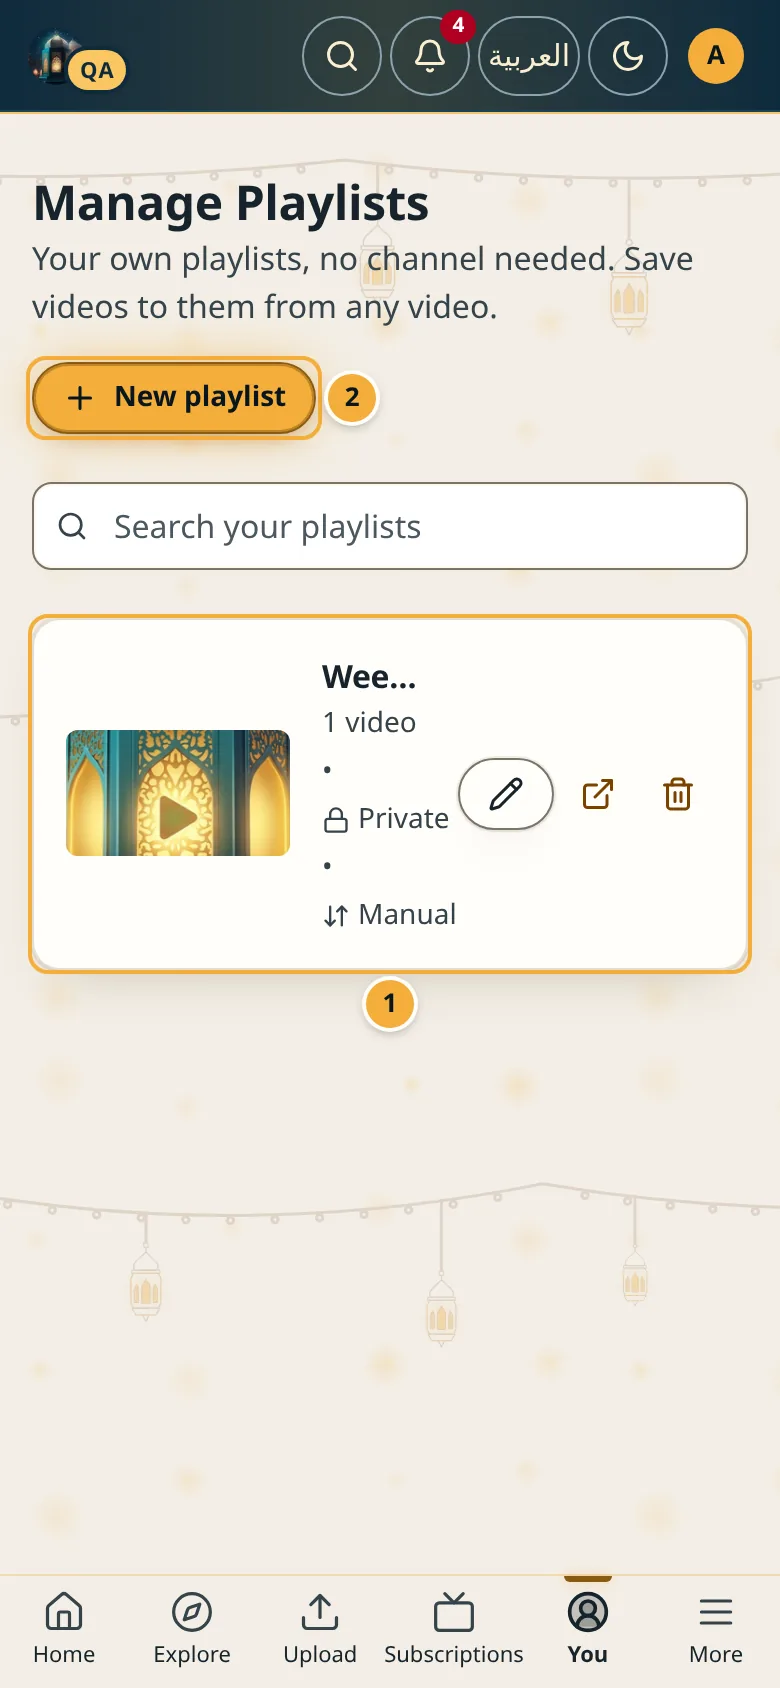 QA
4
العربية
A
Manage Playlists
Your own playlists, no channel needed. Save
videos to them from any video.
New playlist
2
Search your playlists
Wee...
1 video
•
Private
•
Manual
1
Home
Explore
Upload
Subscriptions
You
More